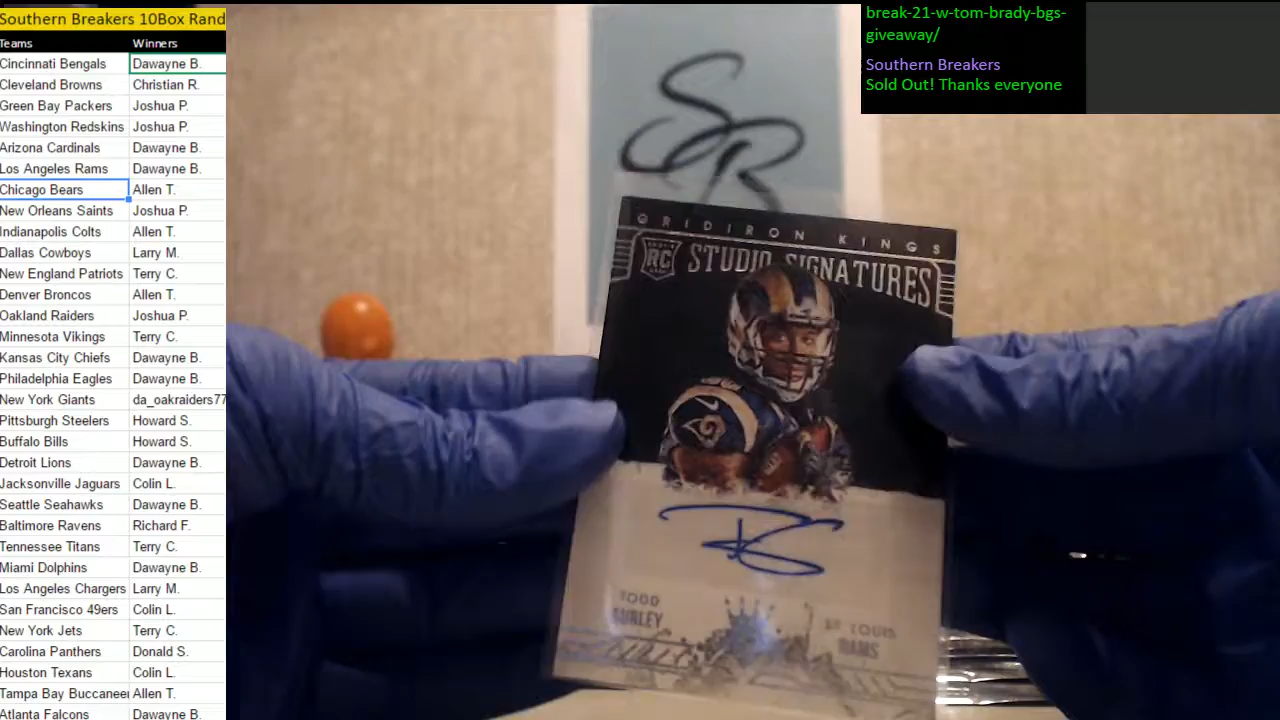 Southern Breakers 10Box Rand
Teams Winners
Cincinnati Bengals Dawayne B.
Cleveland Browns Christian R.
Green Bay Packers Joshua P.
Washington Redskins Joshua P.
Arizona Cardinals Dawayne B.
Los Angeles Rams Dawayne B.
Chicago Bears Allen T.
New Orleans Saints Joshua P.
Indianapolis Colts Allen T.
Dallas Cowboys Larry M.
New England Patriots Terry C.
Denver Broncos Allen T.
Oakland Raiders Joshua P.
Minnesota Vikings Terry C.
Kansas City Chiefs Dawayne B.
Philadelphia Eagles Dawayne B.
New York Giants da_oakraiders77
Pittsburgh Steelers Howard S.
Buffalo Bills Howard S.
Detroit Lions Dawayne B.
Jacksonville Jaguars Colin L.
Seattle Seahawks Dawayne B.
Baltimore Ravens Richard F.
Tennessee Titans Terry C.
Miami Dolphins Dawayne B.
Los Angeles Chargers Larry M.
San Francisco 49ers Colin L.
New York Jets Terry C.
Carolina Panthers Donald S.
Houston Texans Colin L.
Tampa Bay Buccanee Allen T.
Atlanta Falcons Dawayne B.
break-21-w-tom-brady-bgs-
giveaway/
Southern Breakers
Sold Out! Thanks everyone
SB
GRIDIRON KINGS
RC
STUDIO SIGNATURES
TODD
GURLEY
ST LOUIS
RAMS